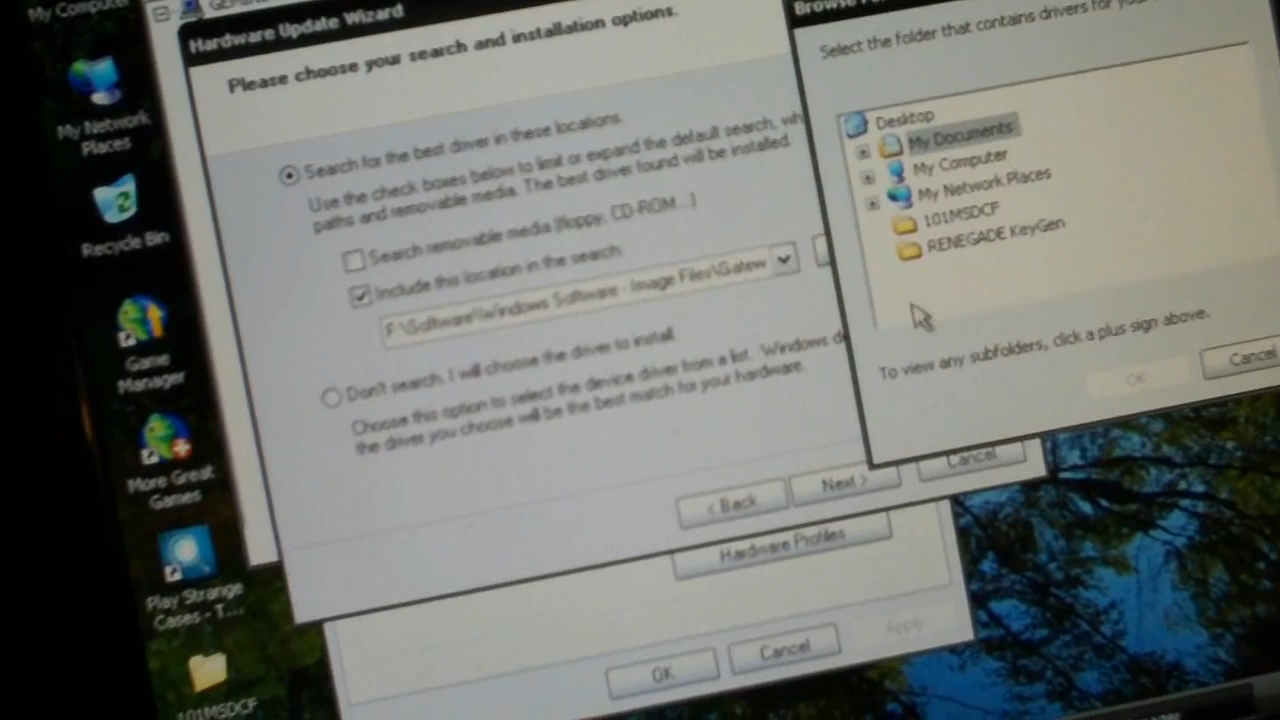 My Computer
My Network
Places
Recycle Bin
Game
Manager
More Great
Games
Play Strange
Cases - T...
101MSDCF
Hardware Update Wizard
Please choose your search and installation options.
Search for the best driver in these locations.
Use the check boxes below to limit or expand the default search, wh
paths and removable media. The best driver found will be installed.
Search removable media (floppy, CD-ROM...)
Include this location in the search:
F:\Software\Windows Software - Image Files\Gatew
Don't search. I will choose the driver to install.
Choose this option to select the device driver from a list. Windows d
the driver you choose will be the best match for your hardware.
< Back
Next >
Cancel
Hardware Profiles
OK
Cancel
Apply
Browse
Select the folder that contains drivers for
Desktop
My Documents
My Computer
My Network Places
101MSDCF
RENEGADE KeyGen
To view any subfolders, click a plus sign above.
OK
Cancel